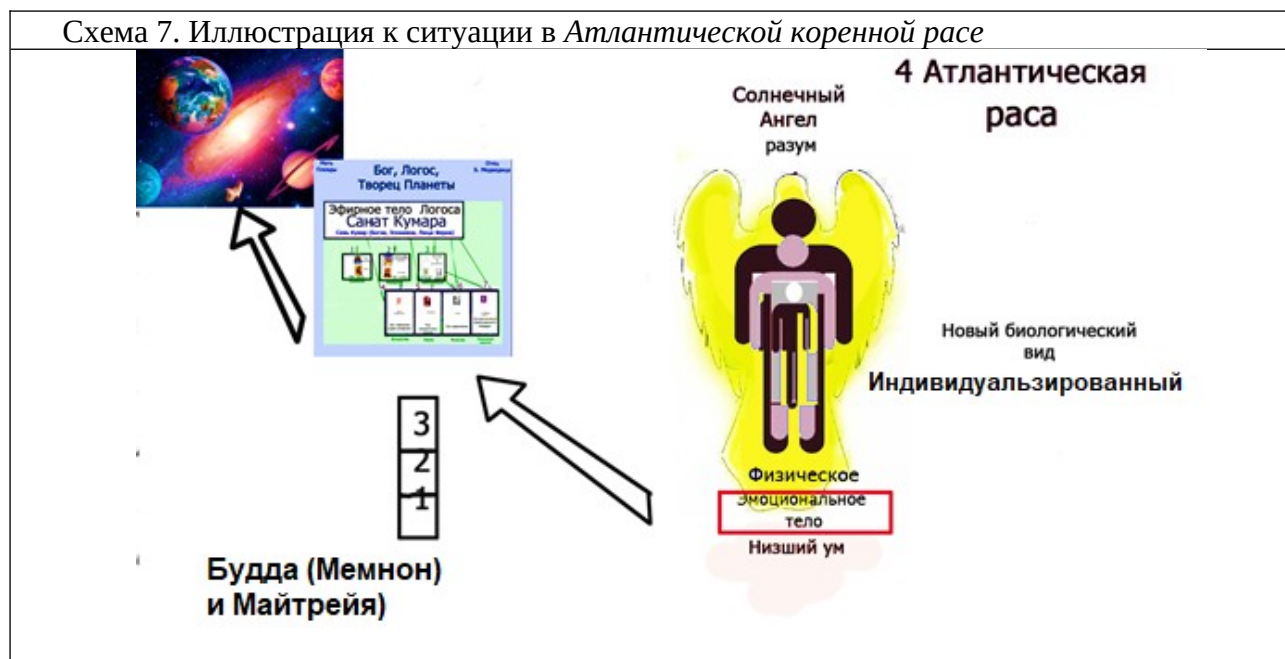 Схема 7. Иллюстрация к ситуации в Атлантической коренной расе
4 Атлантическая
раса
Солнечный
Ангел
разум
Бог, Логос,
Творец Планеты
Эфирное тело Логоса
Санат Кумара
Новый биологический
вид
Индивидуальзированный
3
2
1
Физическое
Эмоциональное
тело
Низший ум
Будда (Мемнон)
и Майтрейя)